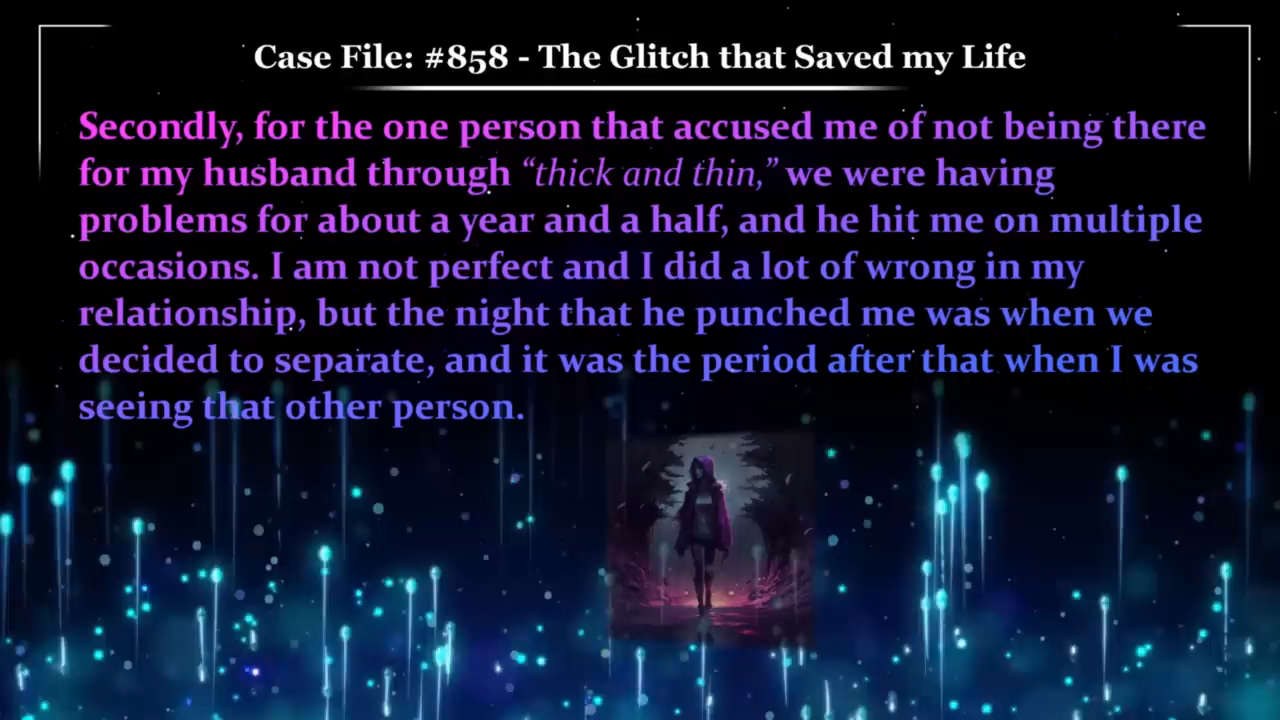 Case File: #858 - The Glitch that Saved my Life
Secondly, for the one person that accused me of not being there
for my husband through “thick and thin,” we were having
problems for about a year and a half, and he hit me on multiple
occasions. I am not perfect and I did a lot of wrong in my
relationship, but the night that he punched me was when we
decided to separate, and it was the period after that when I was
seeing that other person.